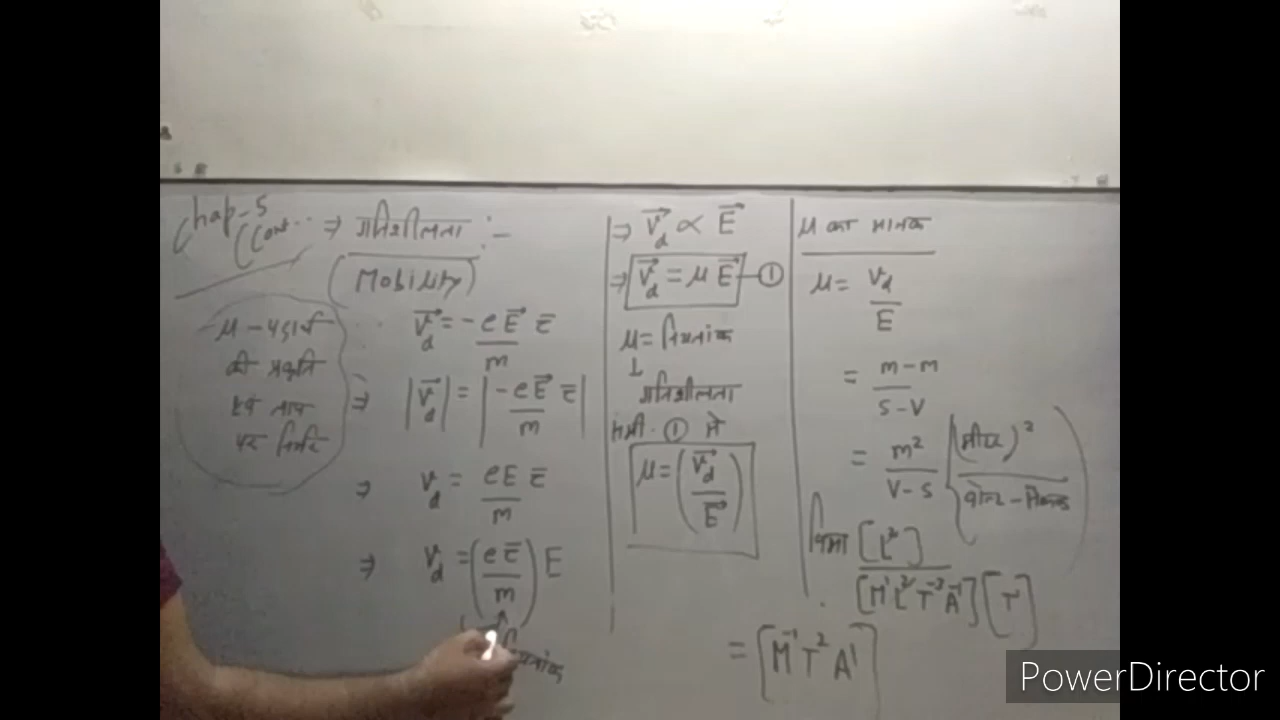 Chap-5
(Cont... ⇒ गतिशीलता :-
(Mobility)
μ - पदार्थ
की प्रकृति
एवं ताप
पर निर्भर
∵ v⃗d = -eE⃗ τ̅ / m
⇒ |v⃗d| = |-eE⃗ τ̅ / m|
⇒ vd = eE τ̅ / m
⇒ vd = (e τ̅ / m) E
नियतांक
⇒ v⃗d ∝ E⃗
⇒ v⃗d = μ E⃗ -①
μ = नियतांक
↓
गतिशीलता
समी. ① से
μ = (v⃗d / E⃗)
μ का मात्रक
μ = vd / E
= m-m / s-V
= m² / V-s (मीटर)² / वोल्ट-सेकण्ड
विमा [L²] / [M¹L²T⁻³A⁻¹][T¹]
= [M⁻¹T²A¹]
PowerDirector